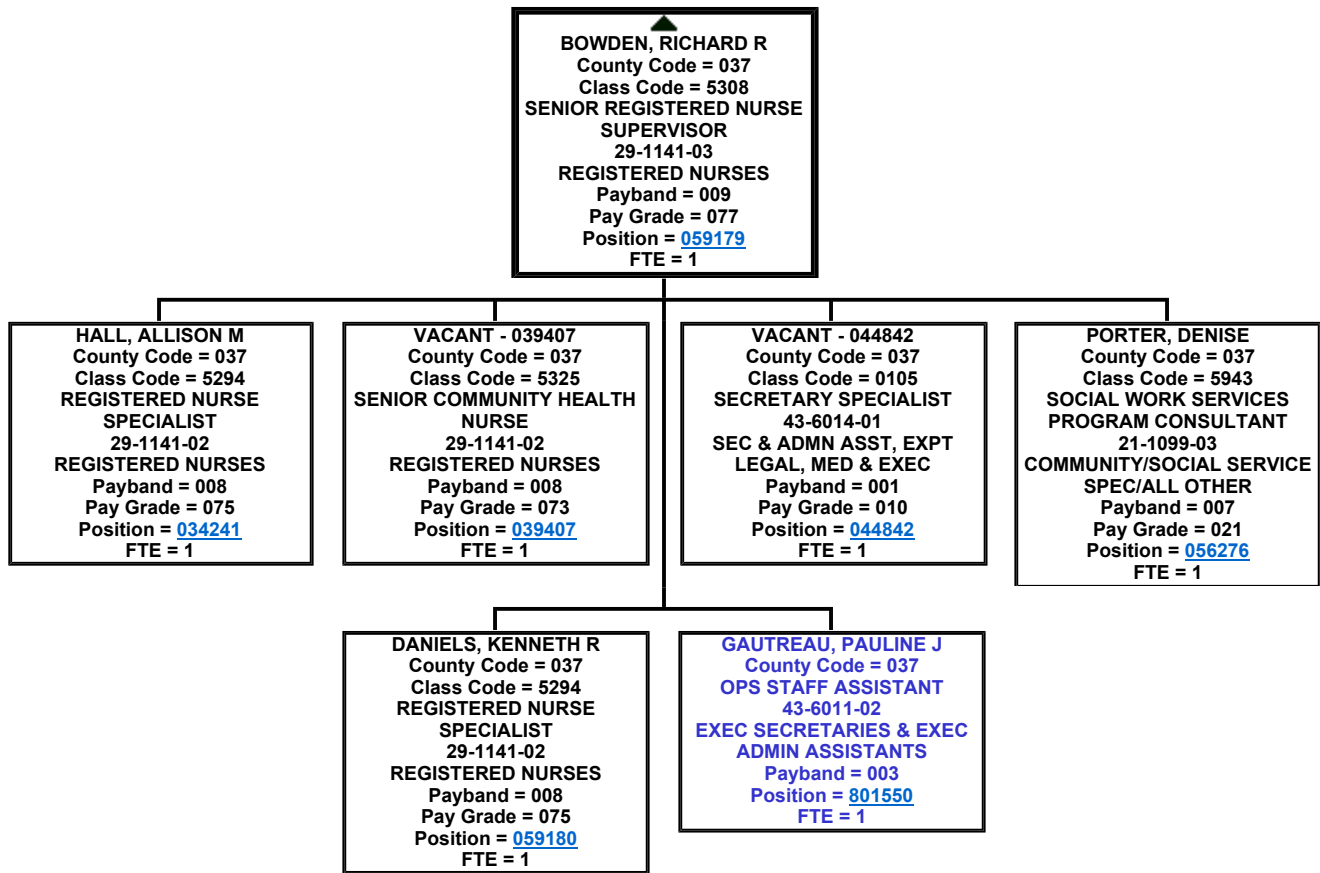 BOWDEN, RICHARD R
County Code = 037
Class Code = 5308
SENIOR REGISTERED NURSE
SUPERVISOR
29-1141-03
REGISTERED NURSES
Payband = 009
Pay Grade = 077
Position = 059179
FTE = 1
HALL, ALLISON M
County Code = 037
Class Code = 5294
REGISTERED NURSE
SPECIALIST
29-1141-02
REGISTERED NURSES
Payband = 008
Pay Grade = 075
Position = 034241
FTE = 1
VACANT - 039407
County Code = 037
Class Code = 5325
SENIOR COMMUNITY HEALTH
NURSE
29-1141-02
REGISTERED NURSES
Payband = 008
Pay Grade = 073
Position = 039407
FTE = 1
VACANT - 044842
County Code = 037
Class Code = 0105
SECRETARY SPECIALIST
43-6014-01
SEC & ADMN ASST, EXPT
LEGAL, MED & EXEC
Payband = 001
Pay Grade = 010
Position = 044842
FTE = 1
PORTER, DENISE
County Code = 037
Class Code = 5943
SOCIAL WORK SERVICES
PROGRAM CONSULTANT
21-1099-03
COMMUNITY/SOCIAL SERVICE
SPEC/ALL OTHER
Payband = 007
Pay Grade = 021
Position = 056276
FTE = 1
DANIELS, KENNETH R
County Code = 037
Class Code = 5294
REGISTERED NURSE
SPECIALIST
29-1141-02
REGISTERED NURSES
Payband = 008
Pay Grade = 075
Position = 059180
FTE = 1
GAUTREAU, PAULINE J
County Code = 037
OPS STAFF ASSISTANT
43-6011-02
EXEC SECRETARIES & EXEC
ADMIN ASSISTANTS
Payband = 003
Position = 801550
FTE = 1